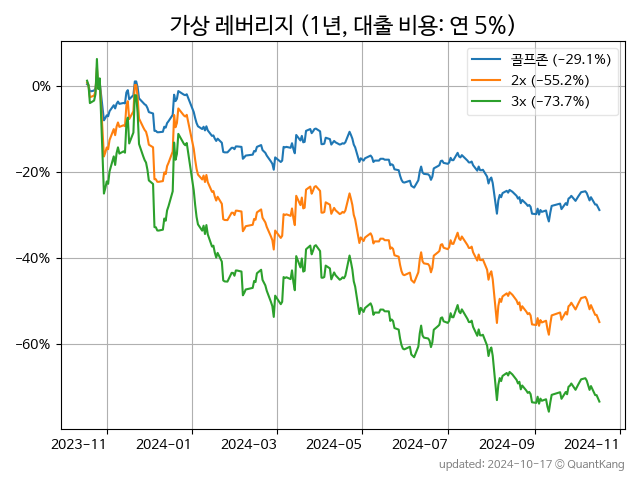 가상 레버리지 (1년, 대출 비용: 연 5%)
골프존 (−29.1%)
2x (−55.2%)
3x (−73.7%)
0%
−20%
−40%
−60%
2023−11 2024−01 2024−03 2024−05 2024−07 2024−09 2024−11
updated: 2024-10-17 © QuantKang